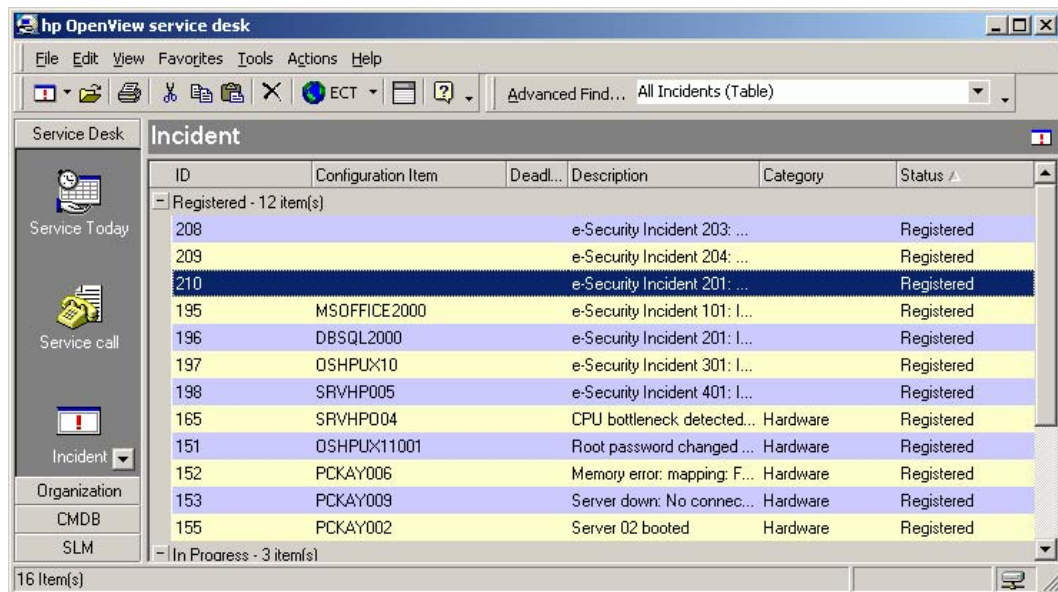 hp OpenView service desk
File Edit View Favorites Tools Actions Help
ECT Advanced Find... All Incidents (Table)
Service Desk
Incident
ID Configuration Item Deadl... Description Category Status
Registered - 12 item(s)
208 e-Security Incident 203: ... Registered
209 e-Security Incident 204: ... Registered
210 e-Security Incident 201: ... Registered
195 MSOFFICE2000 e-Security Incident 101: I... Registered
196 DBSQL2000 e-Security Incident 201: I... Registered
197 OSHPUX10 e-Security Incident 301: I... Registered
198 SRVHP005 e-Security Incident 401: I... Registered
165 SRVHP004 CPU bottleneck detected... Hardware Registered
151 OSHPUX11001 Root password changed ... Hardware Registered
152 PCKAY006 Memory error: mapping: F... Hardware Registered
153 PCKAY009 Server down: No connec... Hardware Registered
155 PCKAY002 Server 02 booted Hardware Registered
In Progress - 3 item(s)
Service Today
Service call
Incident
Organization
CMDB
SLM
16 Item(s)